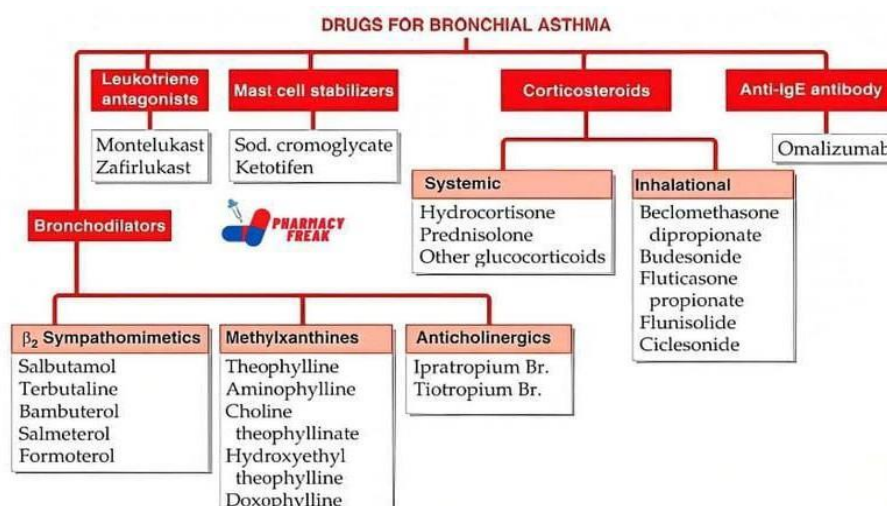 DRUGS FOR BRONCHIAL ASTHMA
Leukotriene
antagonists
Montelukast
Zafirlukast
Mast cell stabilizers
Sod. cromoglycate
Ketotifen
Corticosteroids
Systemic
Hydrocortisone
Prednisolone
Other glucocorticoids
Inhalational
Beclomethasone
dipropionate
Budesonide
Fluticasone
propionate
Flunisolide
Ciclesonide
Anti-IgE antibody
Omalizumab
Bronchodilators
PHARMACY
FREAK
β₂ Sympathomimetics
Salbutamol
Terbutaline
Bambuterol
Salmeterol
Formoterol
Methylxanthines
Theophylline
Aminophylline
Choline
theophyllinate
Hydroxyethyl
theophylline
Doxophylline
Anticholinergics
Ipratropium Br.
Tiotropium Br.